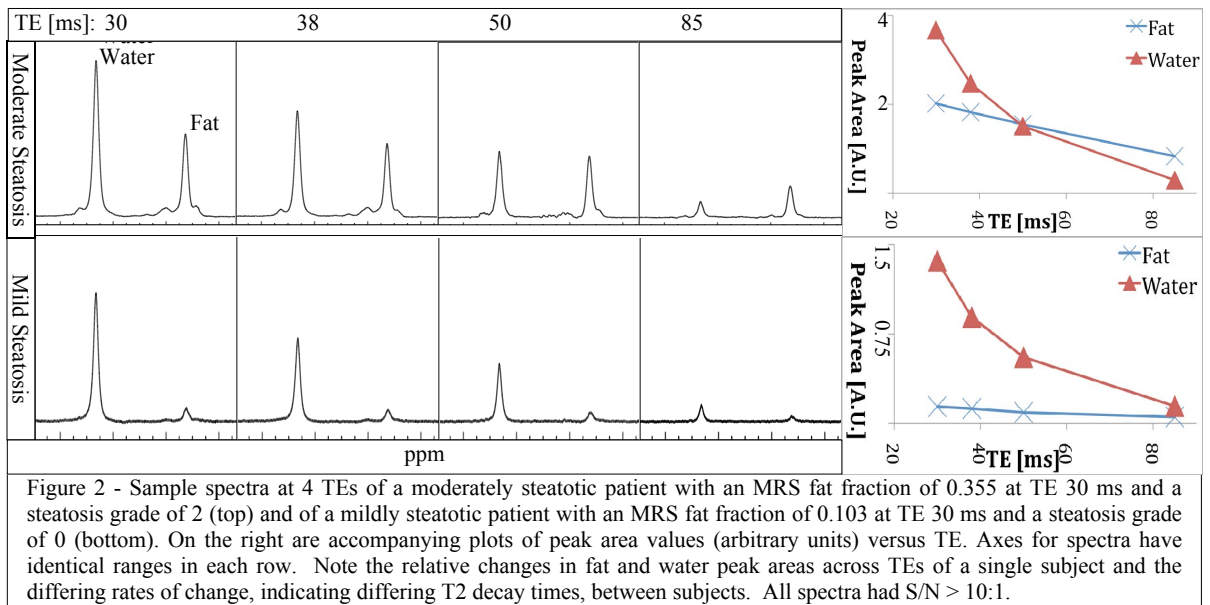 TE [ms]: 30 38 50 85
Moderate Steatosis
Water
Fat
Mild Steatosis
ppm
Peak Area [A.U.]
4
2
20 40 60 80
TE [ms]
Fat
Water
Peak Area [A.U.]
1.5
0.75
20 40 60 80
TE [ms]
Fat
Water
Figure 2 - Sample spectra at 4 TEs of a moderately steatotic patient with an MRS fat fraction of 0.355 at TE 30 ms and a
steatosis grade of 2 (top) and of a mildly steatotic patient with an MRS fat fraction of 0.103 at TE 30 ms and a steatosis grade
of 0 (bottom). On the right are accompanying plots of peak area values (arbitrary units) versus TE. Axes for spectra have
identical ranges in each row. Note the relative changes in fat and water peak areas across TEs of a single subject and the
differing rates of change, indicating differing T2 decay times, between subjects. All spectra had S/N > 10:1.